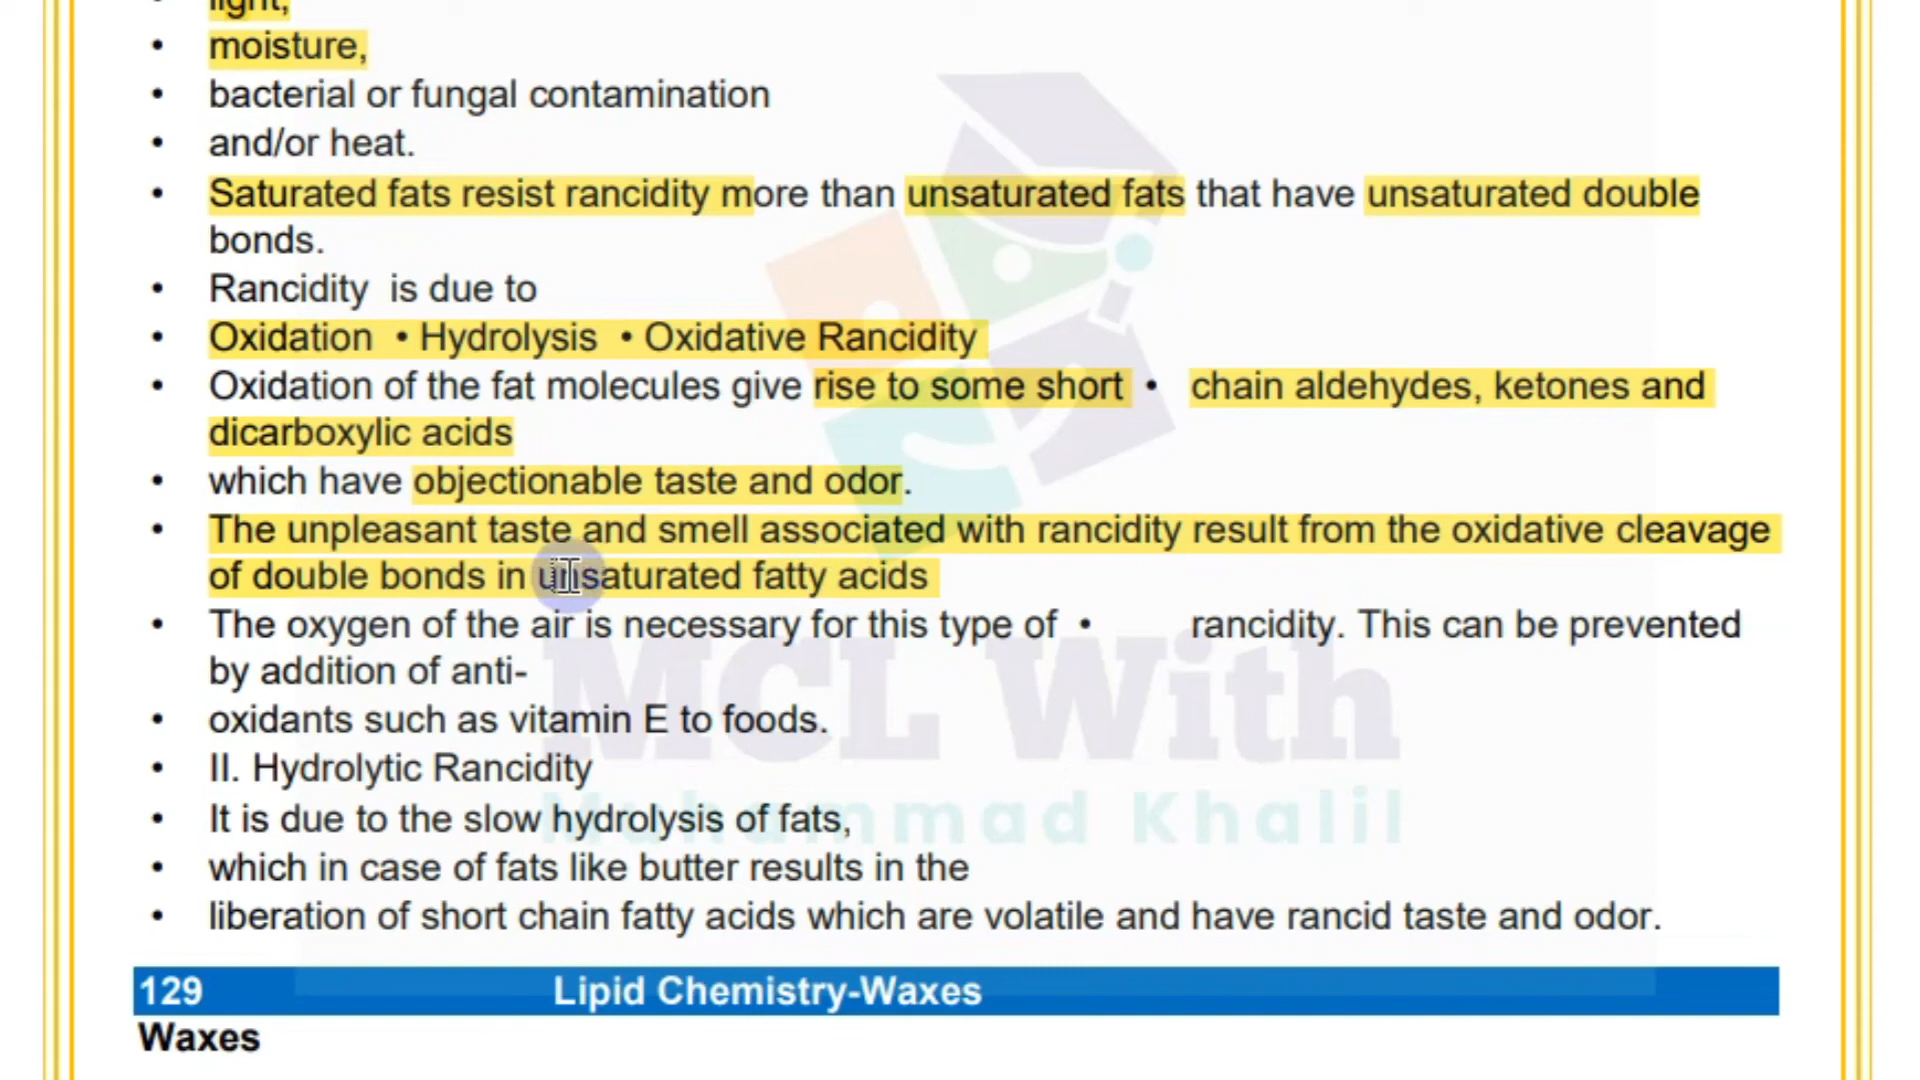 • light,
• moisture,
• bacterial or fungal contamination
• and/or heat.
• Saturated fats resist rancidity more than unsaturated fats that have unsaturated double
bonds.
• Rancidity  is due to
• Oxidation  • Hydrolysis  • Oxidative Rancidity
• Oxidation of the fat molecules give rise to some short •   chain aldehydes, ketones and
dicarboxylic acids
• which have objectionable taste and odor.
• The unpleasant taste and smell associated with rancidity result from the oxidative cleavage
of double bonds in unsaturated fatty acids
• The oxygen of the air is necessary for this type of •   rancidity. This can be prevented
by addition of anti-
• oxidants such as vitamin E to foods.
• II. Hydrolytic Rancidity
• It is due to the slow hydrolysis of fats,
• which in case of fats like butter results in the
• liberation of short chain fatty acids which are volatile and have rancid taste and odor.
129 Lipid Chemistry-Waxes
Waxes
MCL With
Muhammad Khalil